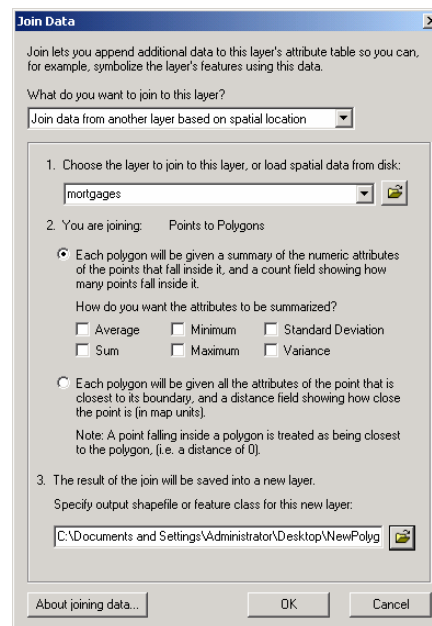 Join Data
Join lets you append additional data to this layer's attribute table so you can,
for example, symbolize the layer's features using this data.
What do you want to join to this layer?
Join data from another layer based on spatial location
1. Choose the layer to join to this layer, or load spatial data from disk:
mortgages
2. You are joining: Points to Polygons
Each polygon will be given a summary of the numeric attributes
of the points that fall inside it, and a count field showing how
many points fall inside it.
How do you want the attributes to be summarized?
Average Minimum Standard Deviation
Sum Maximum Variance
Each polygon will be given all the attributes of the point that is
closest to its boundary, and a distance field showing how close
the point is (in map units).
Note: A point falling inside a polygon is treated as being closest
to the polygon, (i.e. a distance of 0).
3. The result of the join will be saved into a new layer.
Specify output shapefile or feature class for this new layer:
C:\Documents and Settings\Administrator\Desktop\NewPolyg
About joining data... OK Cancel